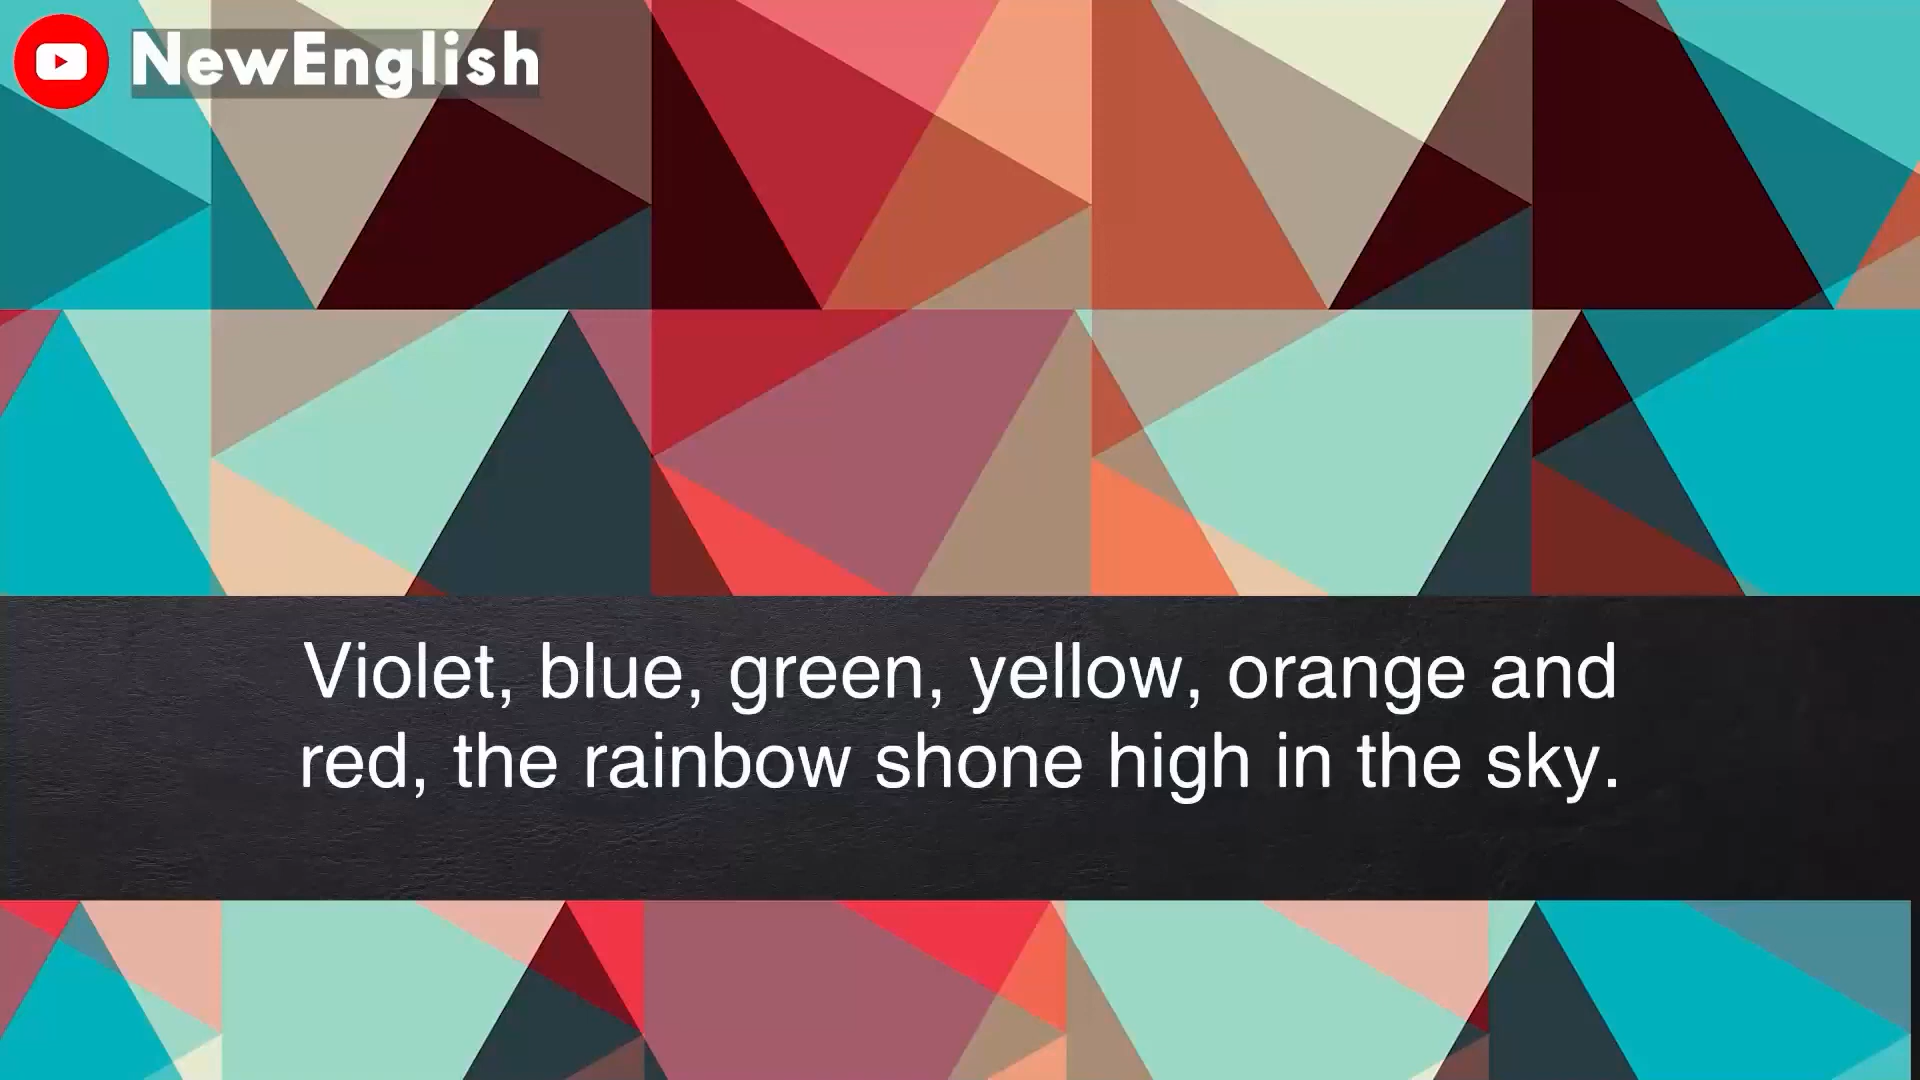 NewEnglish
Violet, blue, green, yellow, orange and
red, the rainbow shone high in the sky.